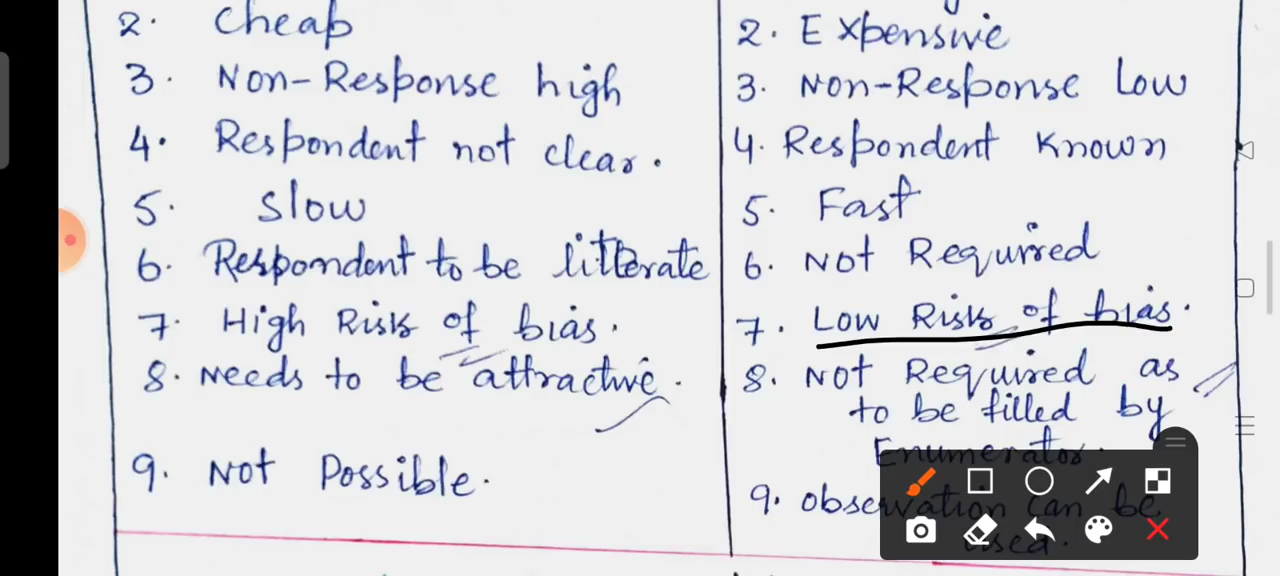 2. Cheap
3. Non-Response high
4. Respondent not clear.
5. Slow
6. Respondent to be litterate
7. High Risk of bias.
8. Needs to be attractive.
9. Not Possible.
2. Expensive
3. Non-Response Low
4. Respondent Known
5. Fast
6. Not Required
7. Low Risk of bias.
8. Not Required as
to be filled by
Enumerator.
9. Observation can be
used.